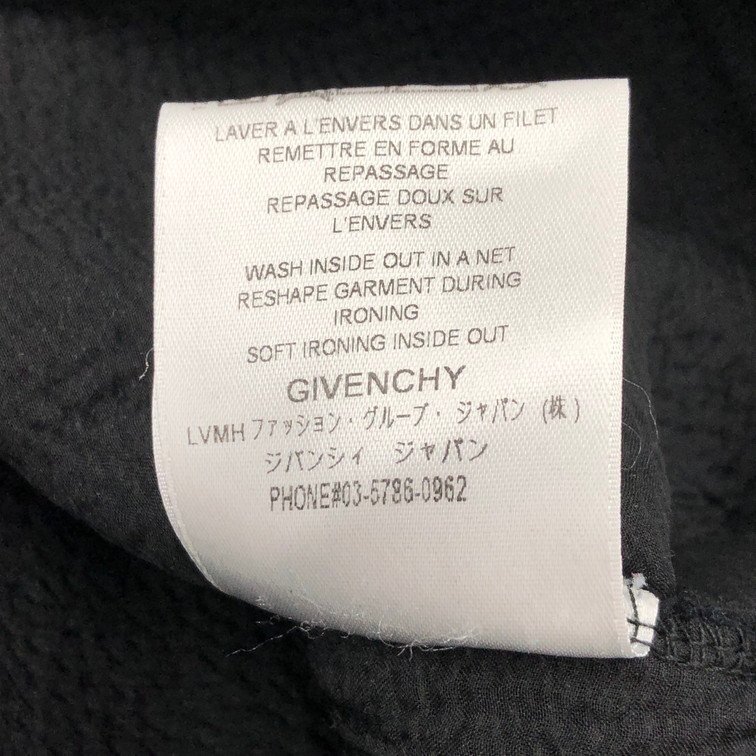 LAVER A L'ENVERS DANS UN FILET
REMETTRE EN FORME AU
REPASSAGE
REPASSAGE DOUX SUR
L'ENVERS
WASH INSIDE OUT IN A NET
RESHAPE GARMENT DURING
IRONING
SOFT IRONING INSIDE OUT
GIVENCHY
LVMH ファッション・グループ・ジャパン (株)
ジバンシィ ジャパン
PHONE#03-5786-0962